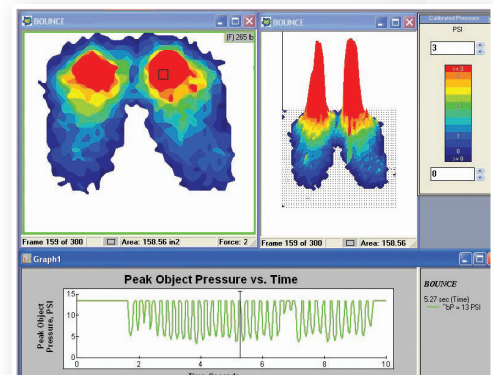 BOUNCE
(F) 265 lb
Frame 159 of 300
Area: 158.56 in2
Force: 2
BOUNCE
Frame 159 of 300
Area: 158.56
Calibrated Pressure
PSI
3
>= 3
1
0
>= 0
0
Graph1
Peak Object Pressure vs. Time
Peak Object
Pressure, PSI
15
10
5
0
0
2
4
6
8
10
BOUNCE
5.27 sec (Time)
^bP = 13 PSI